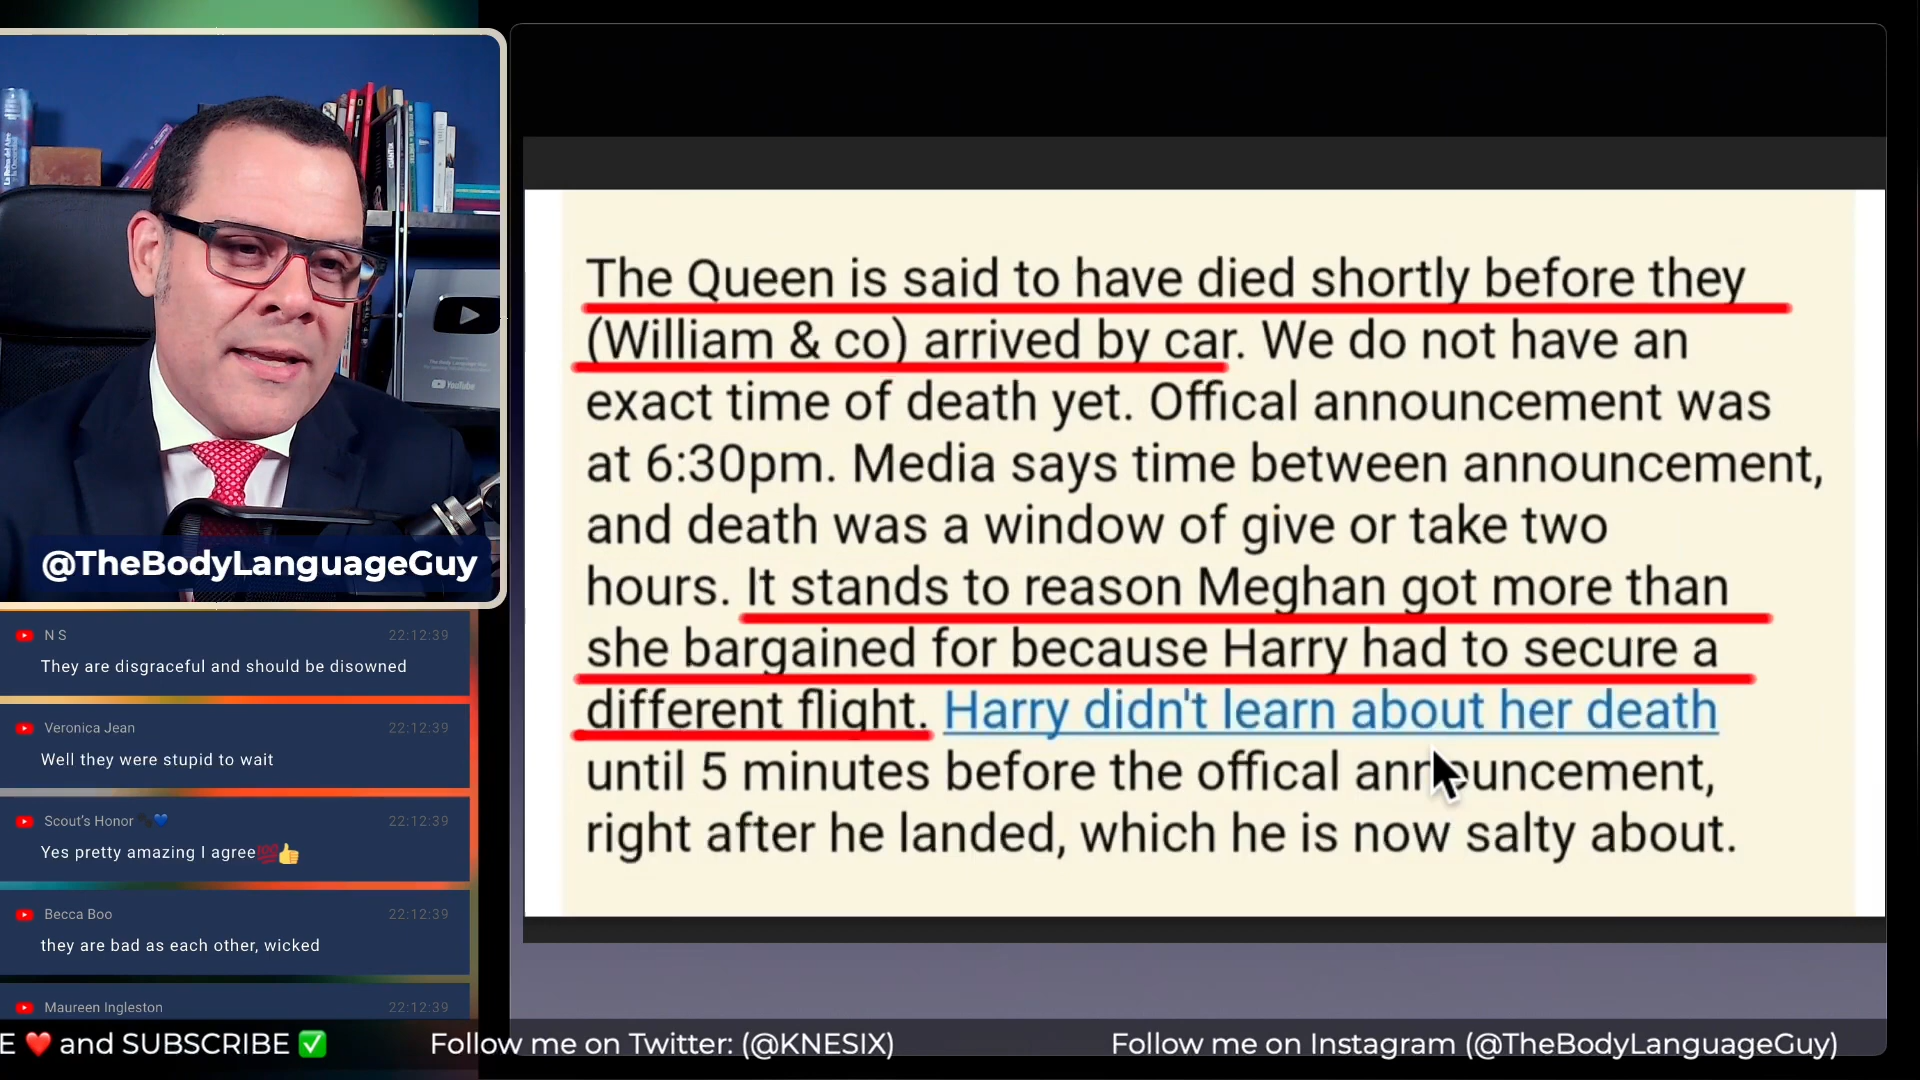 @TheBodyLanguageGuy
YouTube
N S 22:12:39
They are disgraceful and should be disowned
Veronica Jean 22:12:39
Well they were stupid to wait
Scout's Honor 🐾💙 22:12:39
Yes pretty amazing I agree💯👍
Becca Boo 22:12:39
they are bad as each other, wicked
Maureen Ingleston 22:12:39
The Queen is said to have died shortly before they
(William & co) arrived by car. We do not have an
exact time of death yet. Offical announcement was
at 6:30pm. Media says time between announcement,
and death was a window of give or take two
hours. It stands to reason Meghan got more than
she bargained for because Harry had to secure a
different flight. Harry didn't learn about her death
until 5 minutes before the offical announcement,
right after he landed, which he is now salty about.
E ❤️ and SUBSCRIBE ✅ Follow me on Twitter: (@KNESIX) Follow me on Instagram (@TheBodyLanguageGuy)